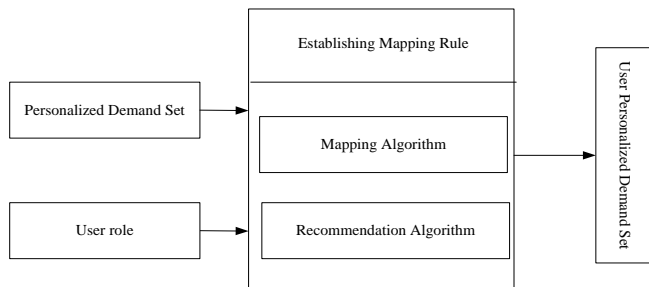 Establishing Mapping Rule
Personalized Demand Set
Mapping Algorithm
User role
Recommendation Algorithm
User Personalized Demand Set